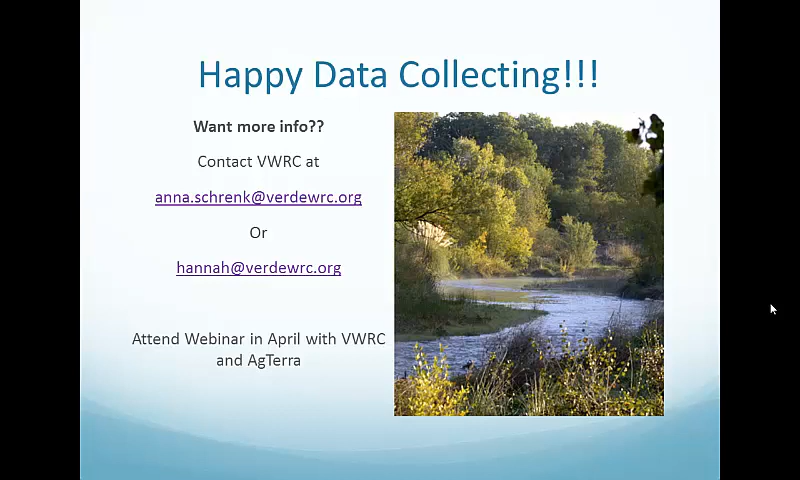 Happy Data Collecting!!!
Want more info??
Contact VWRC at
anna.schrenk@verdewrc.org
Or
hannah@verdewrc.org
Attend Webinar in April with VWRC
and AgTerra